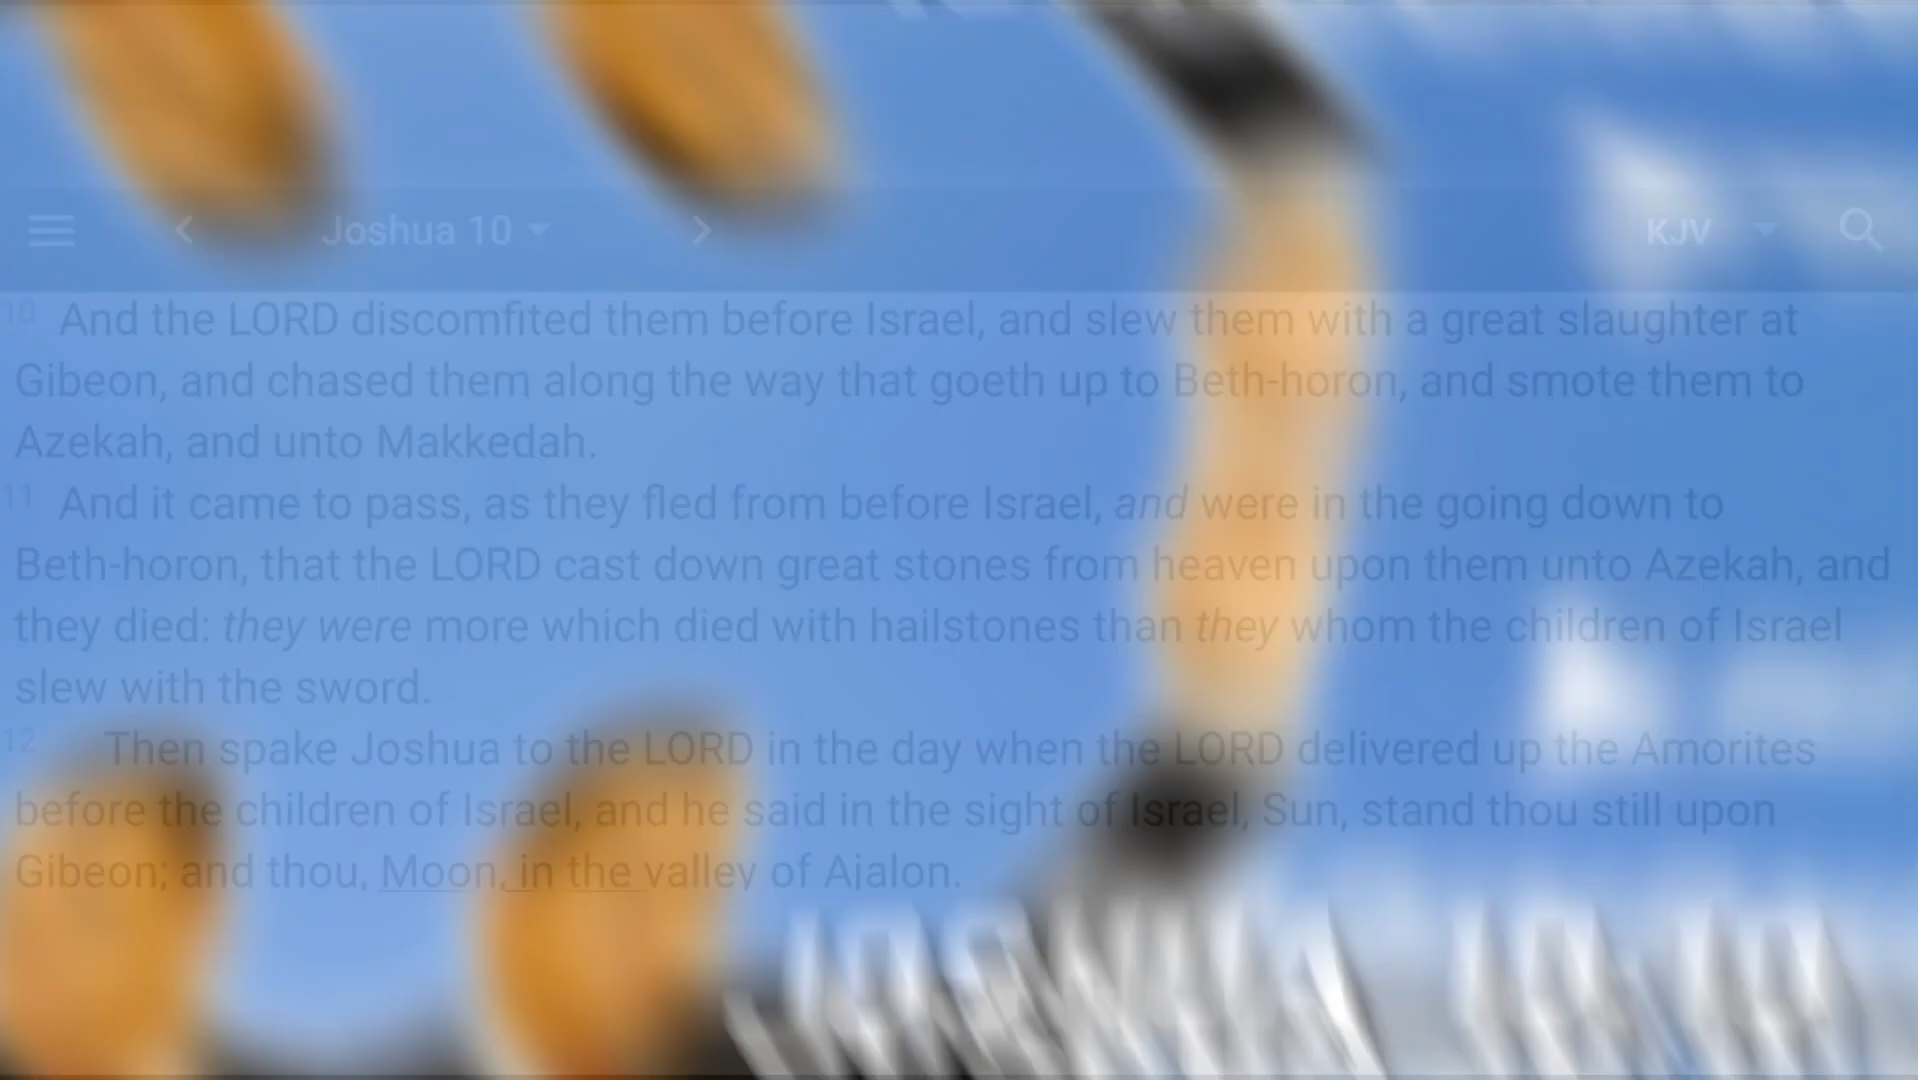 Joshua 10
KJV
10 And the LORD discomfited them before Israel, and slew them with a great slaughter at
Gibeon, and chased them along the way that goeth up to Beth-horon, and smote them to
Azekah, and unto Makkedah.
11 And it came to pass, as they fled from before Israel, and were in the going down to
Beth-horon, that the LORD cast down great stones from heaven upon them unto Azekah, and
they died: they were more which died with hailstones than they whom the children of Israel
slew with the sword.
12 Then spake Joshua to the LORD in the day when the LORD delivered up the Amorites
before the children of Israel, and he said in the sight of Israel, Sun, stand thou still upon
Gibeon; and thou, Moon, in the valley of Ajalon.